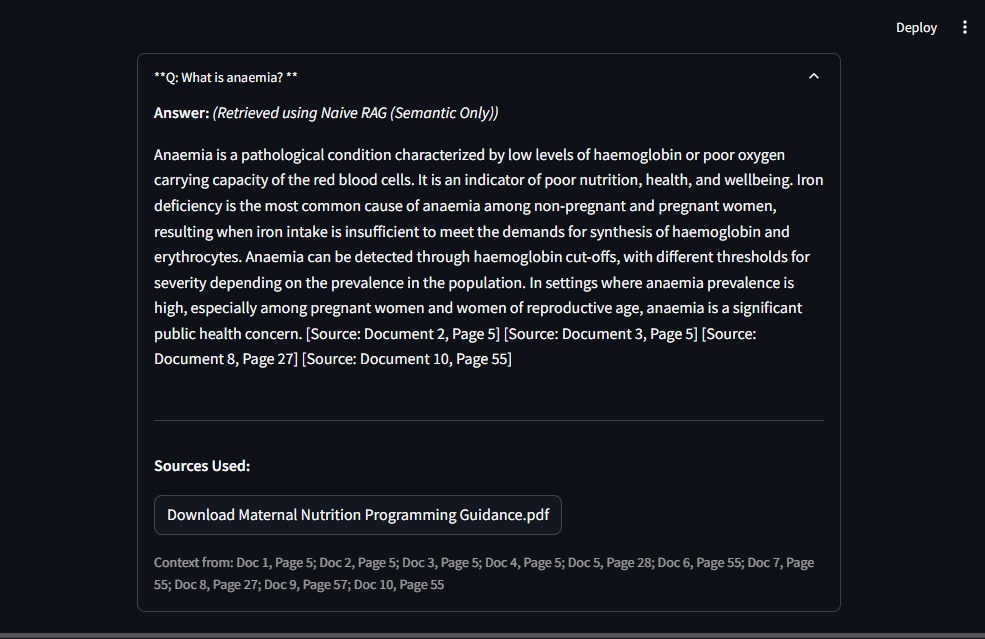 Deploy
**Q: What is anaemia? **
Answer: (Retrieved using Naive RAG (Semantic Only))
Anaemia is a pathological condition characterized by low levels of haemoglobin or poor oxygen
carrying capacity of the red blood cells. It is an indicator of poor nutrition, health, and wellbeing. Iron
deficiency is the most common cause of anaemia among non-pregnant and pregnant women,
resulting when iron intake is insufficient to meet the demands for synthesis of haemoglobin and
erythrocytes. Anaemia can be detected through haemoglobin cut-offs, with different thresholds for
severity depending on the prevalence in the population. In settings where anaemia prevalence is
high, especially among pregnant women and women of reproductive age, anaemia is a significant
public health concern. [Source: Document 2, Page 5] [Source: Document 3, Page 5] [Source:
Document 8, Page 27] [Source: Document 10, Page 55]
Sources Used:
Download Maternal Nutrition Programming Guidance.pdf
Context from: Doc 1, Page 5; Doc 2, Page 5; Doc 3, Page 5; Doc 4, Page 5; Doc 5, Page 28; Doc 6, Page 55; Doc 7, Page
55; Doc 8, Page 27; Doc 9, Page 57; Doc 10, Page 55